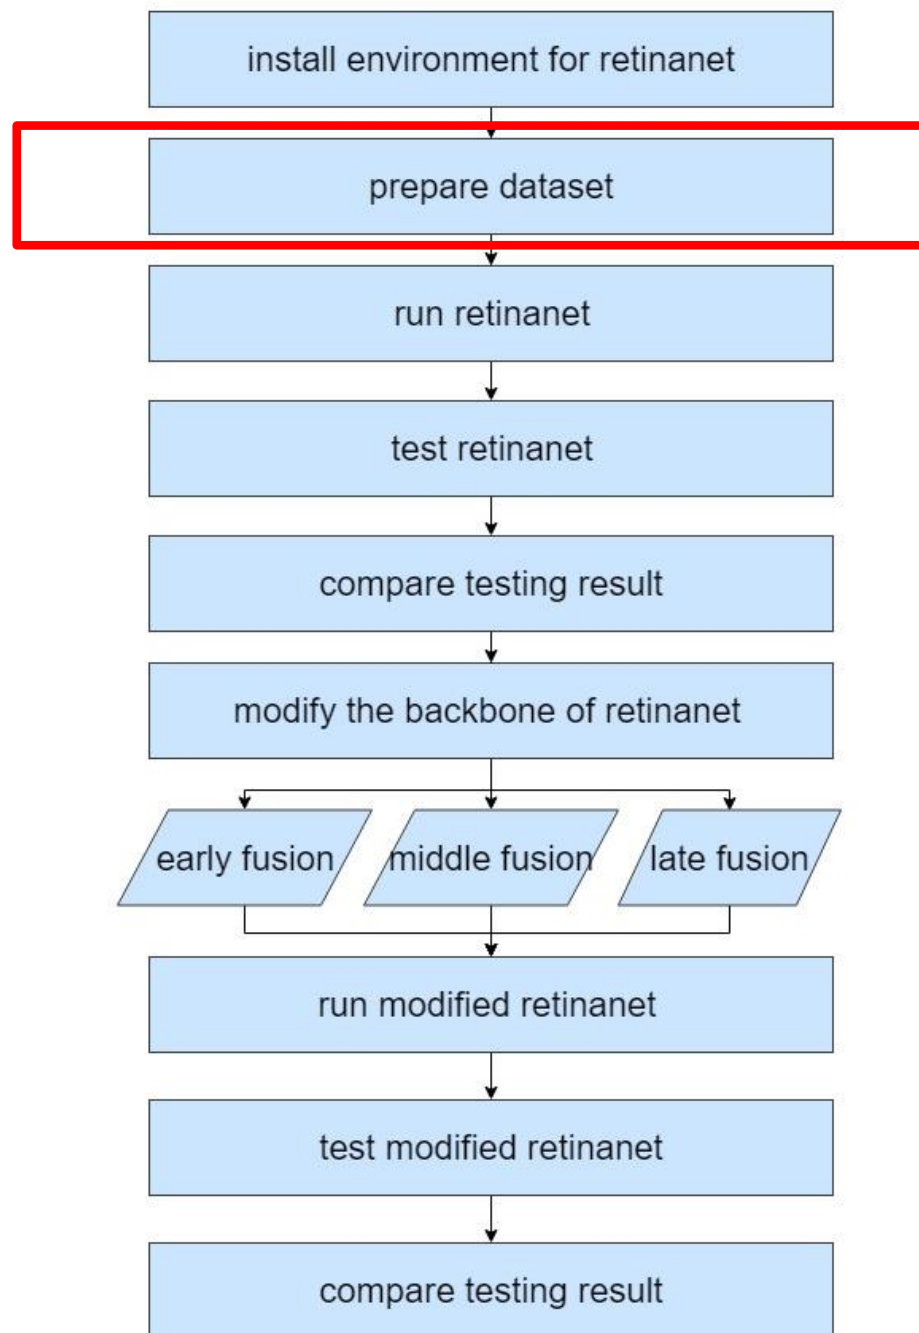 install environment for retinanet
prepare dataset
run retinanet
test retinanet
compare testing result
modify the backbone of retinanet
early fusion
middle fusion
late fusion
run modified retinanet
test modified retinanet
compare testing result